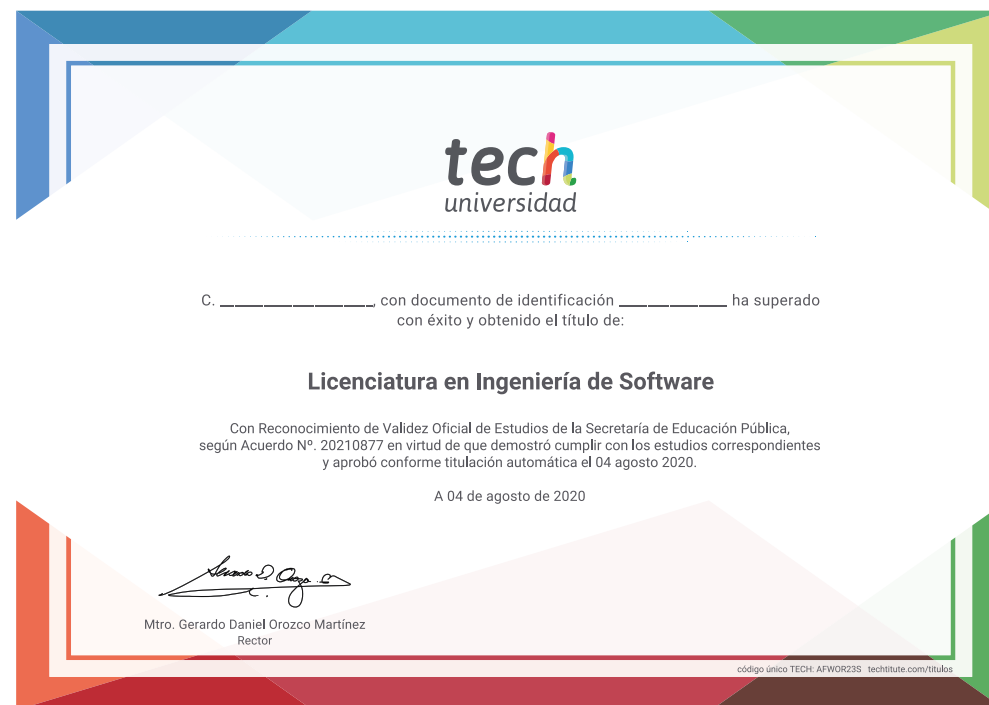 tech
universidad
C. __________________, con documento de identificación _____________ ha superado
con éxito y obtenido el título de:
Licenciatura en Ingeniería de Software
Con Reconocimiento de Validez Oficial de Estudios de la Secretaría de Educación Pública,
según Acuerdo Nº. 20210877 en virtud de que demostró cumplir con los estudios correspondientes
y aprobó conforme titulación automática el 04 agosto 2020.
A 04 de agosto de 2020
Mtro. Gerardo Daniel Orozco Martínez
Rector
código único TECH: AFWOR23S techtitute.com/titulos